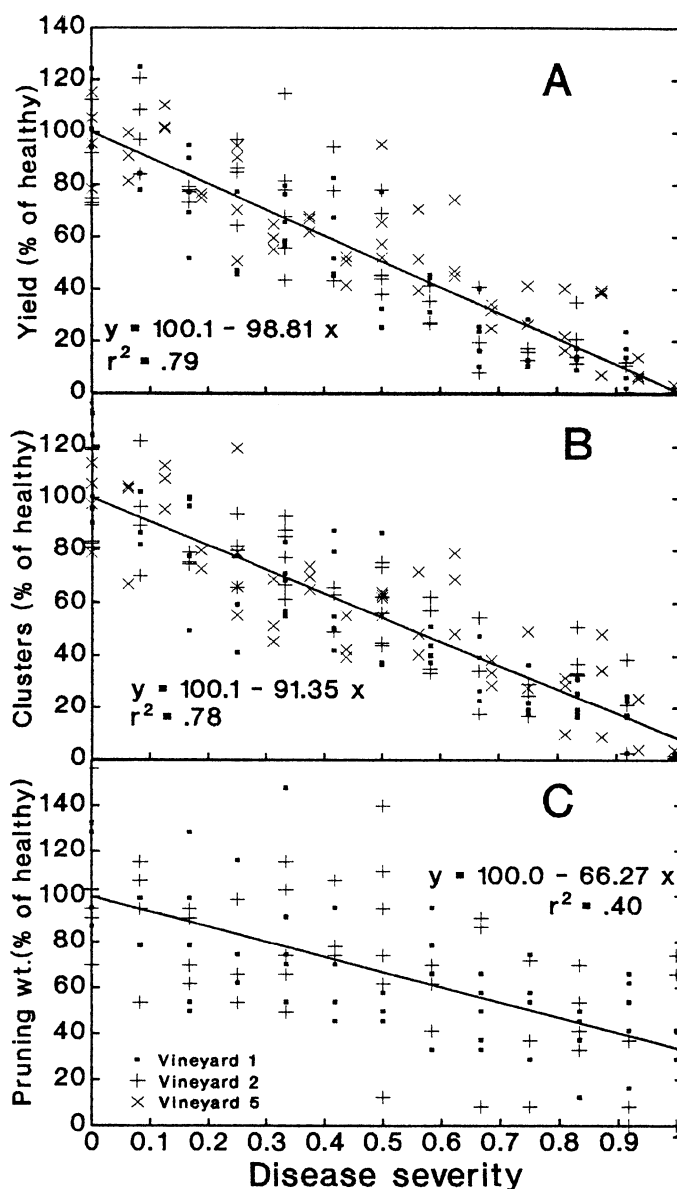 140
120
100
80
60
40
20
0
Yield (% of healthy)
A
y = 100.1 - 98.81 x
r² = .79
120
100
80
60
40
20
0
Clusters (% of healthy)
B
y = 100.1 - 91.35 x
r² = .78
140
120
100
80
60
40
20
0
Pruning wt.(% of healthy)
C
y = 100.0 - 66.27 x
r² = .40
Vineyard 1
Vineyard 2
Vineyard 5
0 0.1 0.2 0.3 0.4 0.5 0.6 0.7 0.8 0.9
Disease severity